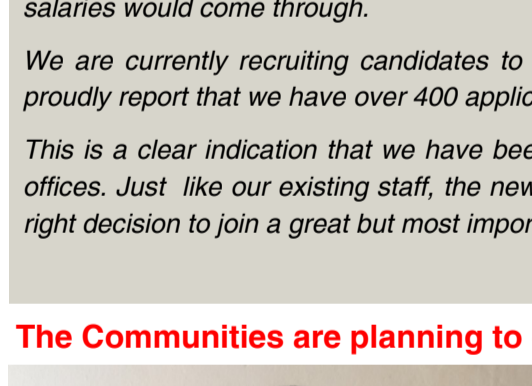 salaries would come through.
We are currently recruiting candidates to
proudly report that we have over 400 applic
This is a clear indication that we have bee
offices. Just like our existing staff, the new
right decision to join a great but most impor
The Communities are planning to